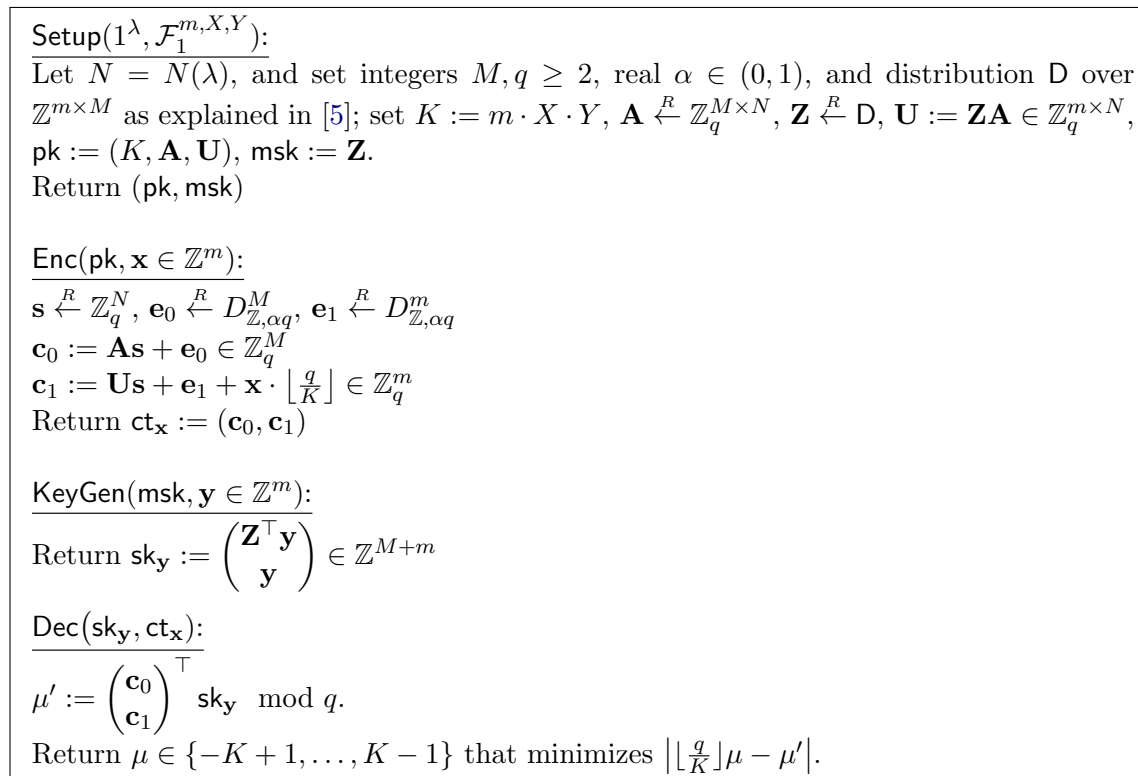 Setup(1^λ, F_1^{m,X,Y}):
Let N = N(λ), and set integers M, q ≥ 2, real α ∈ (0, 1), and distribution D over
ℤ^{m×M} as explained in [5]; set K := m · X · Y, A ←^R ℤ_q^{M×N}, Z ←^R D, U := ZA ∈ ℤ_q^{m×N},
pk := (K, A, U), msk := Z.
Return (pk, msk)
Enc(pk, x ∈ ℤ^m):
s ←^R ℤ_q^N, e_0 ←^R D_{ℤ,αq}^M, e_1 ←^R D_{ℤ,αq}^m
c_0 := As + e_0 ∈ ℤ_q^M
c_1 := Us + e_1 + x · ⌊q/K⌋ ∈ ℤ_q^m
Return ct_x := (c_0, c_1)
KeyGen(msk, y ∈ ℤ^m):
Return sk_y := (Z^⊤y
y) ∈ ℤ^{M+m}
Dec(sk_y, ct_x):
μ′ := (c_0
c_1)^⊤ sk_y mod q.
Return μ ∈ {−K + 1, . . . , K − 1} that minimizes |⌊q/K⌋μ − μ′|.